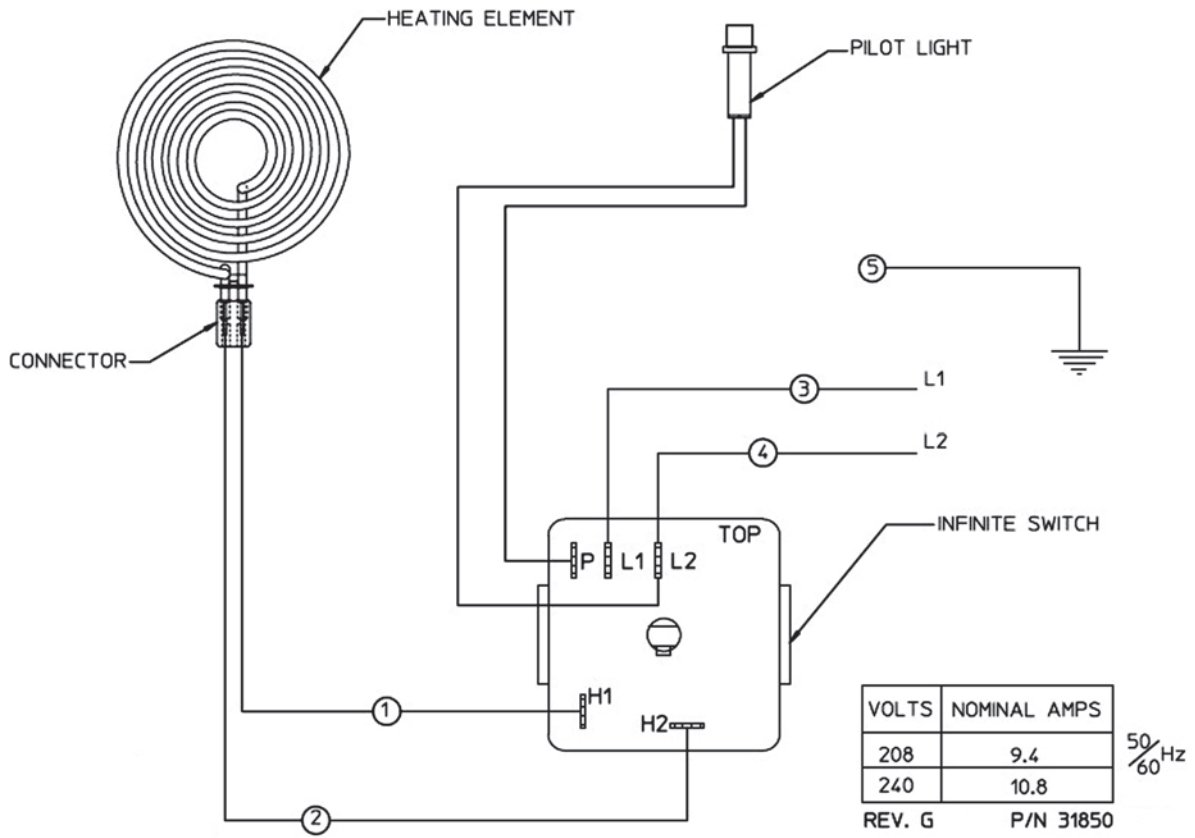 HEATING ELEMENT
PILOT LIGHT
5
CONNECTOR
3
L1
4
L2
INFINITE SWITCH
TOP
P L1 L2
1
H1
H2
2
VOLTS NOMINAL AMPS
208 9.4
240 10.8
50/60 Hz
REV. G P/N 31850